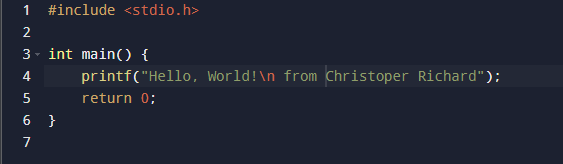 1 #include <stdio.h>
2
3 int main() {
4 printf("Hello, World!\n from Christoper Richard");
5 return 0;
6 }
7